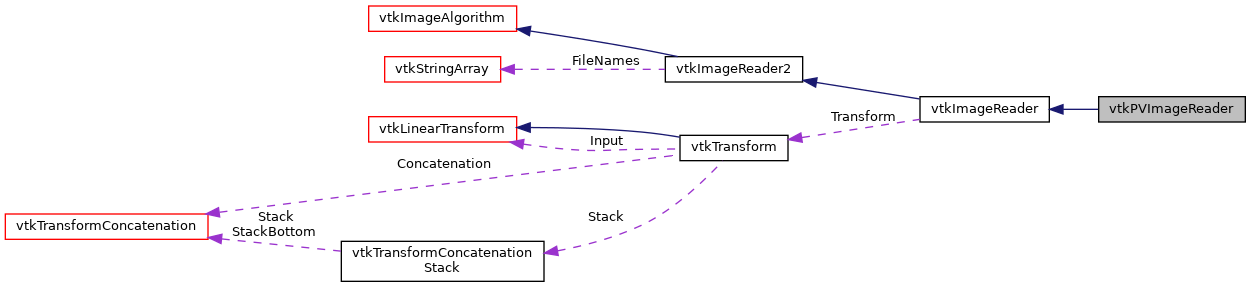 vtkImageAlgorithm
FileNames
vtkStringArray
vtkImageReader2
vtkImageReader
vtkPVImageReader
Transform
vtkLinearTransform
Input
vtkTransform
Concatenation
Stack
Stack
StackBottom
vtkTransformConcatenation
vtkTransformConcatenation
Stack